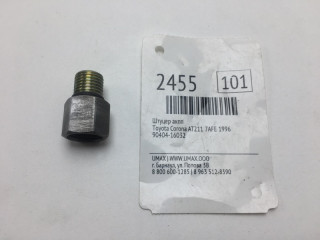 2455 101
Штуцер акпп
Toyota Corona AT211 7AFE 1996
90404-16032
UMAX | WWW.UMAX.OOO
г. Барнаул, ул. Попова 3В
8 800 600-1285 | 8 963 512-8590